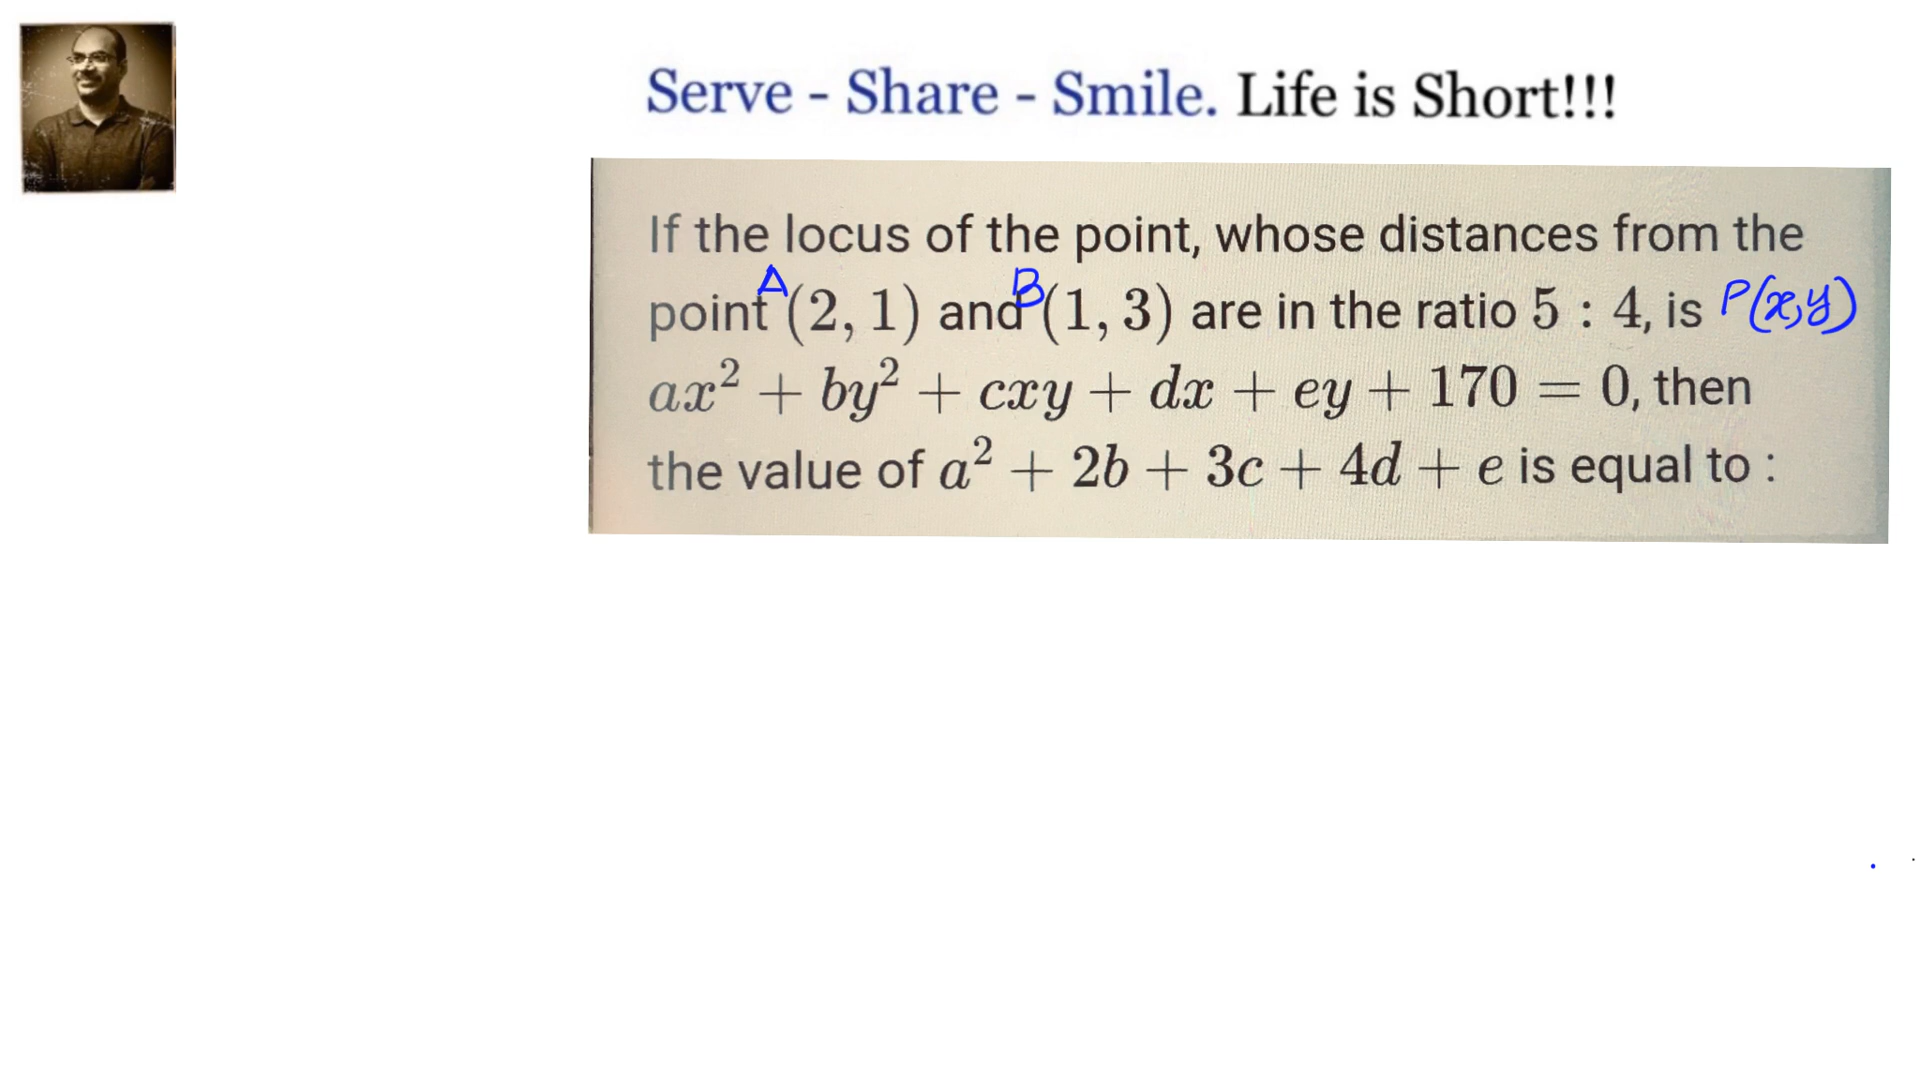 Serve - Share - Smile. Life is Short!!!
If the locus of the point, whose distances from the
point A (2, 1) and B (1, 3) are in the ratio 5 : 4, is P(x,y)
ax² + by² + cxy + dx + ey + 170 = 0, then
the value of a² + 2b + 3c + 4d + e is equal to :